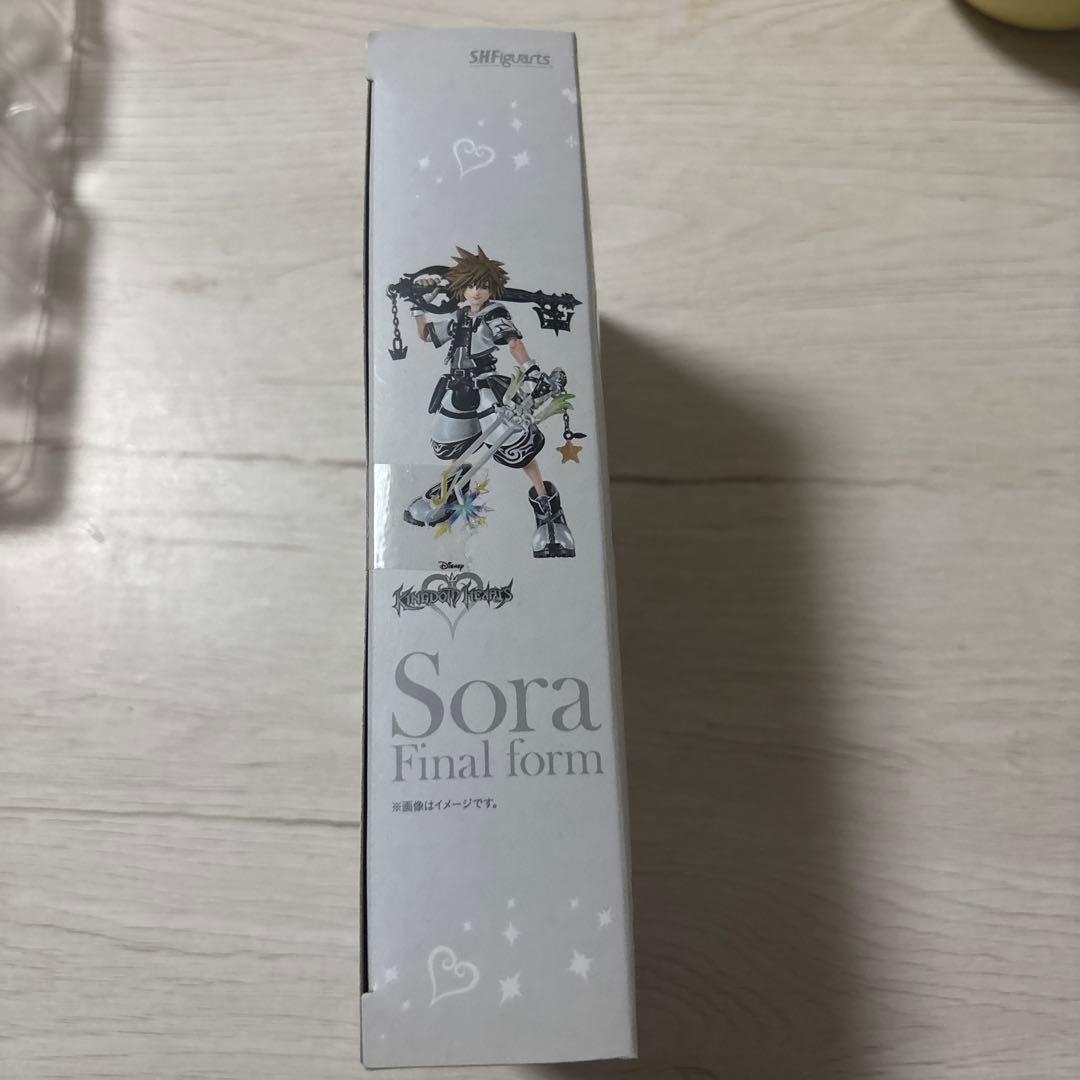 S.H.Figuarts
Disney
KINGDOM HEARTS
Sora
Final form
※画像はイメージです。